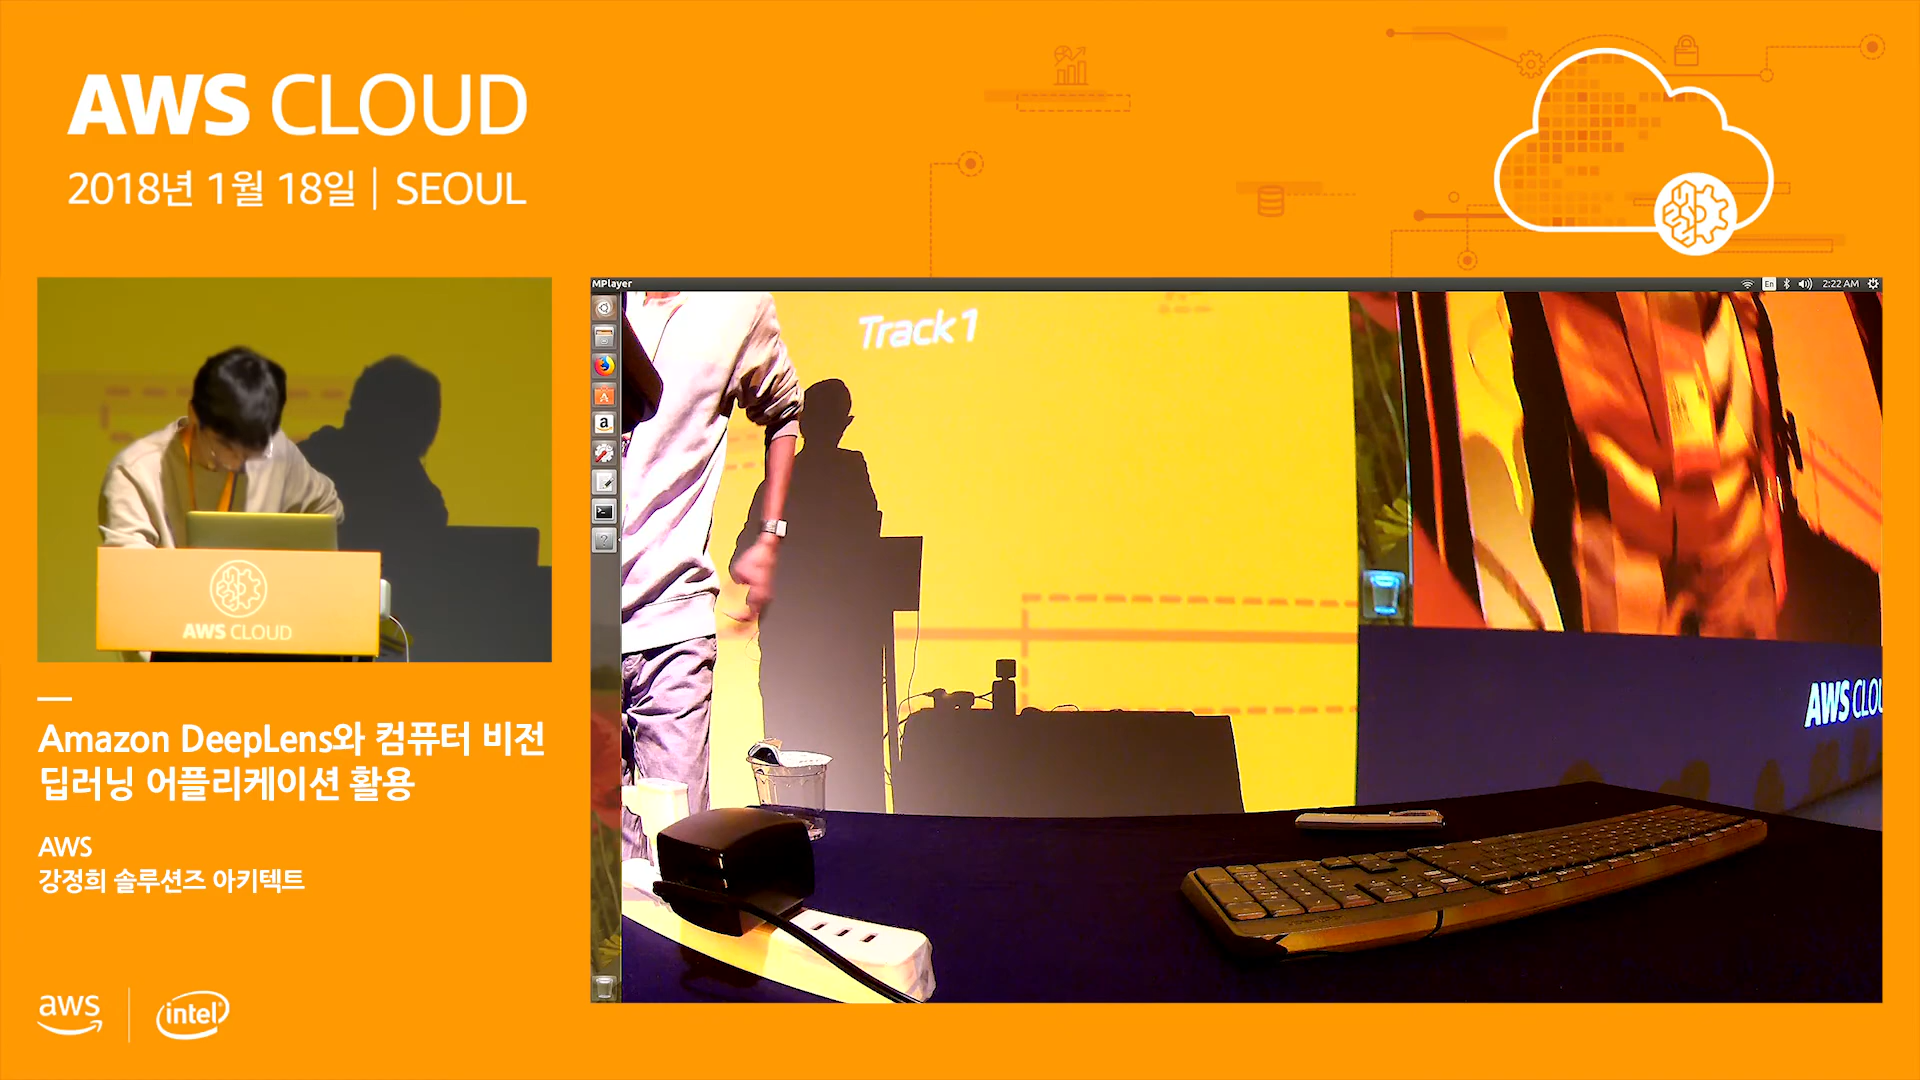 AWS CLOUD
2018년 1월 18일 | SEOUL
MPlayer
En
2:22 AM
Track 1
AWS CLOU
AWS CLOUD
Amazon DeepLens와 컴퓨터 비전
딥러닝 어플리케이션 활용
AWS
강정희 솔루션즈 아키텍트
aws
intel